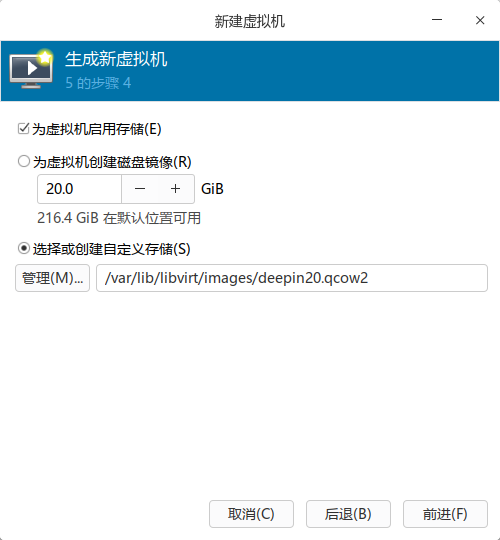 新建虚拟机
生成新虚拟机
5 的步骤 4
为虚拟机启用存储(E)
为虚拟机创建磁盘镜像(R)
20.0 GiB
216.4 GiB 在默认位置可用
选择或创建自定义存储(S)
管理(M)... /var/lib/libvirt/images/deepin20.qcow2
取消(C) 后退(B) 前进(F)